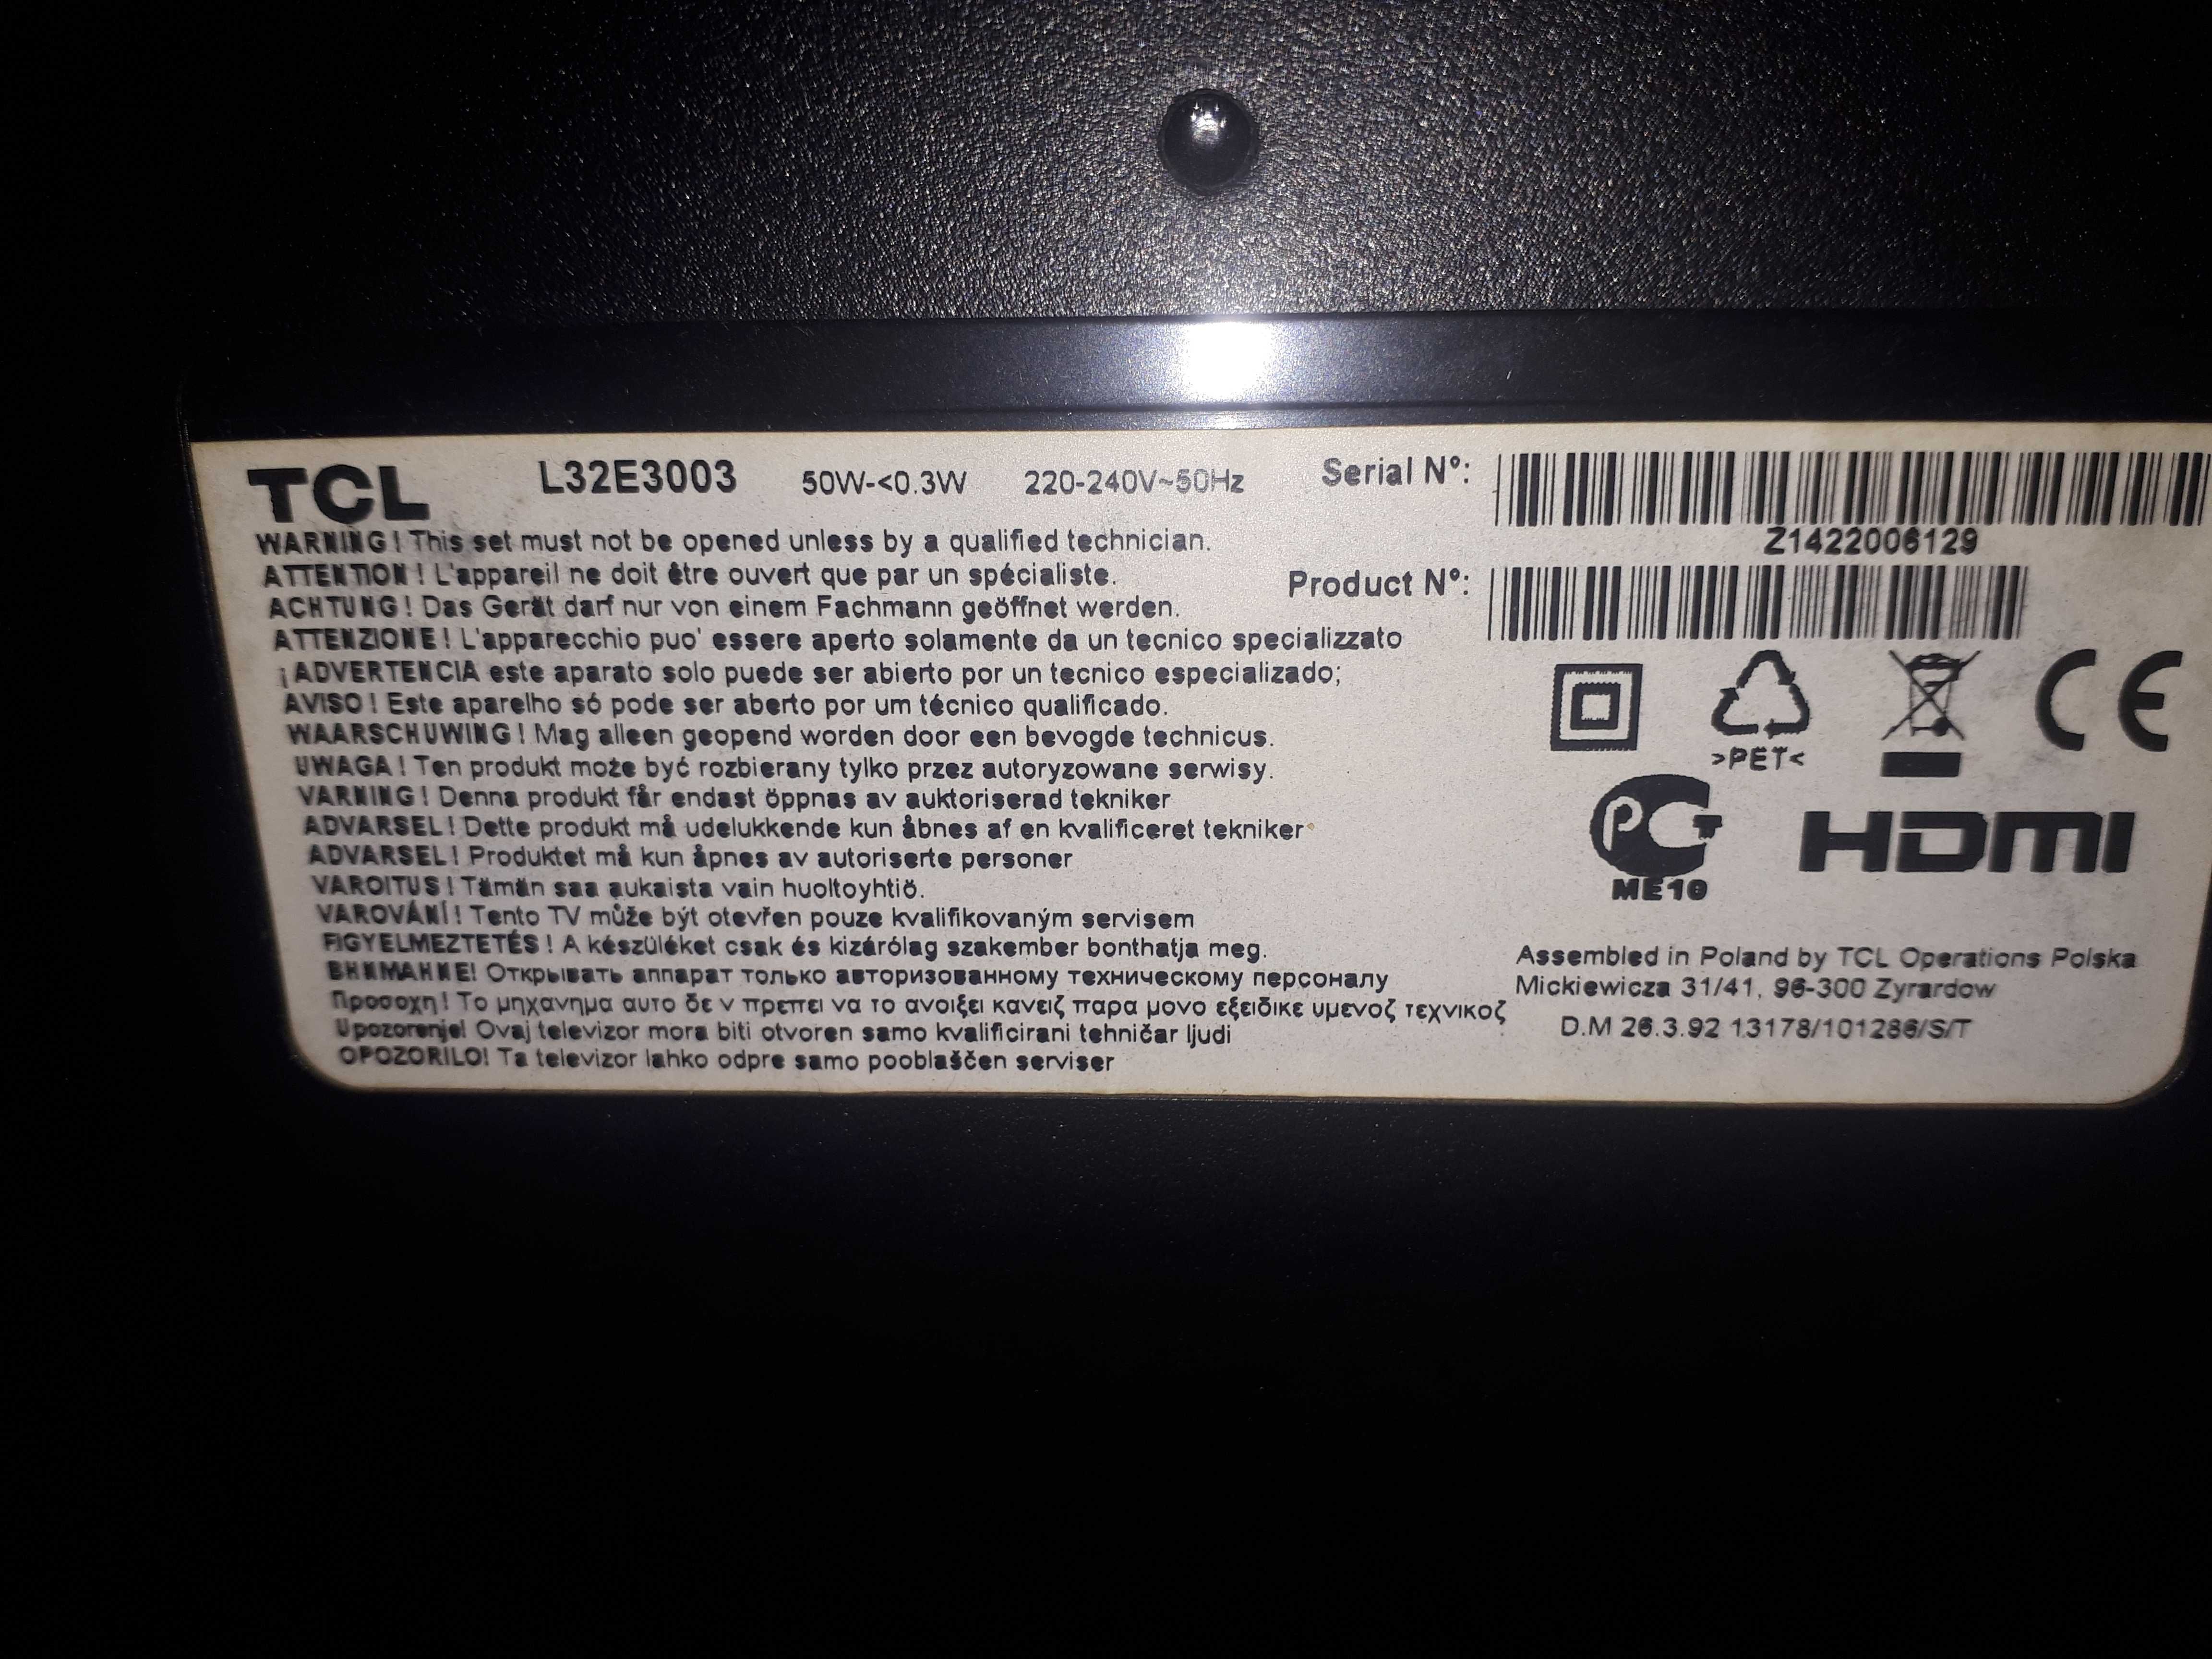 TCL L32E3003 50W-<0.3W 220-240V~50Hz Serial Nº:
Z1422006129
WARNING! This set must not be opened unless by a qualified technician.
ATTENTION! L'appareil ne doit être ouvert que par un spécialiste.
Product Nº:
ACHTUNG! Das Gerät darf nur von einem Fachmann geöffnet werden.
ATTENZIONE! L'apparecchio puo' essere aperto solamente da un tecnico specializzato
¡ADVERTENCIA este aparato solo puede ser abierto por un tecnico especializado;
AVISO! Este aparelho só pode ser aberto por um técnico qualificado.
WAARSCHUWING! Mag alleen geopend worden door een bevogde technicus.
UWAGA! Ten produkt może być rozbierany tylko przez autoryzowane serwisy.
VARNING! Denna produkt får endast öppnas av auktoriserad tekniker
ADVARSEL! Dette produkt må udelukkende kun åbnes af en kvalificeret tekniker
ADVARSEL! Produktet må kun åpnes av autoriserte personer
VAROITUS! Tämän saa aukaista vain huoltoyhtiö.
VAROVÁNÍ! Tento TV může být otevřen pouze kvalifikovaným servisem
FIGYELMEZTETÉS! A készüléket csak és kizárólag szakember bonthatja meg.
ВНИМАНИЕ! Открывать аппарат только авторизованному техническому персоналу
Προσοχη! Το μηχανημα αυτο δε ν πρεπει να το ανοιξει κανειζ παρα μονο εξειδικε υμενοζ τεχνικοζ
Upozorenje! Ovaj televizor mora biti otvoren samo kvalificirani tehničar ljudi
OPOZORILO! Ta televizor lahko odpre samo pooblaščen serviser
>PET<
CE
PG
ME10
HDMI
Assembled in Poland by TCL Operations Polska
Mickiewicza 31/41, 96-300 Zyrardow
D.M 26.3.92 13178/101286/S/T